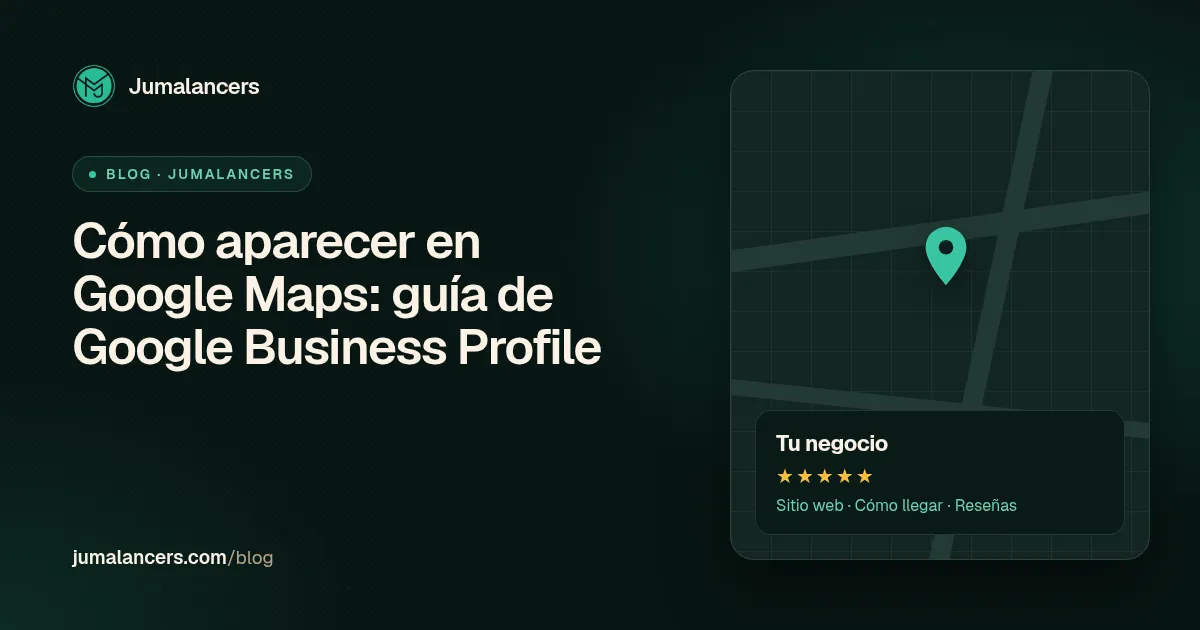 Jumalancers
BLOG · JUMALANCERS
Cómo aparecer en
Google Maps: guía de
Google Business Profile
jumalancers.com/blog
Tu negocio
★★★★★
Sitio web · Cómo llegar · Reseñas